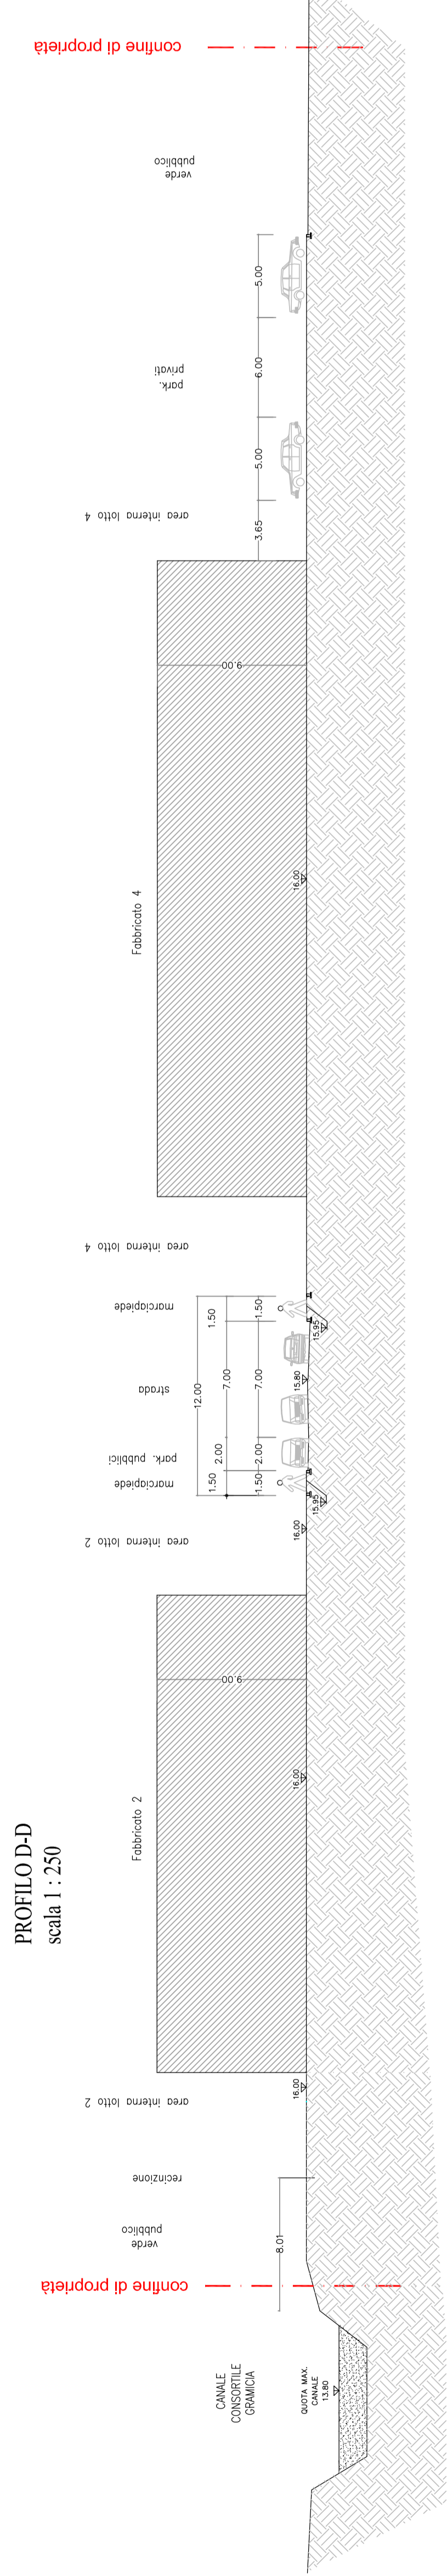 PROFILO D-D
scala 1 : 250
CANALE
CONSORTILE
GRAMICIA
QUOTA MAX.
CANALE
13.80
confine di proprietà
verde
pubblico
8.01
recinzione
area interna lotto 2
16.00
Fabbricato 2
16.00
9.00
area interna lotto 2
16.00
marciapiede
park. pubblici
strada
marciapiede
12.00
1.50
2.00
7.00
1.50
1.50
2.00
7.00
1.50
15.95
15.80
15.95
area interna lotto 4
Fabbricato 4
16.00
9.00
area interna lotto 4
3.65
5.00
6.00
5.00
park.
privati
verde
pubblico
confine di proprietà